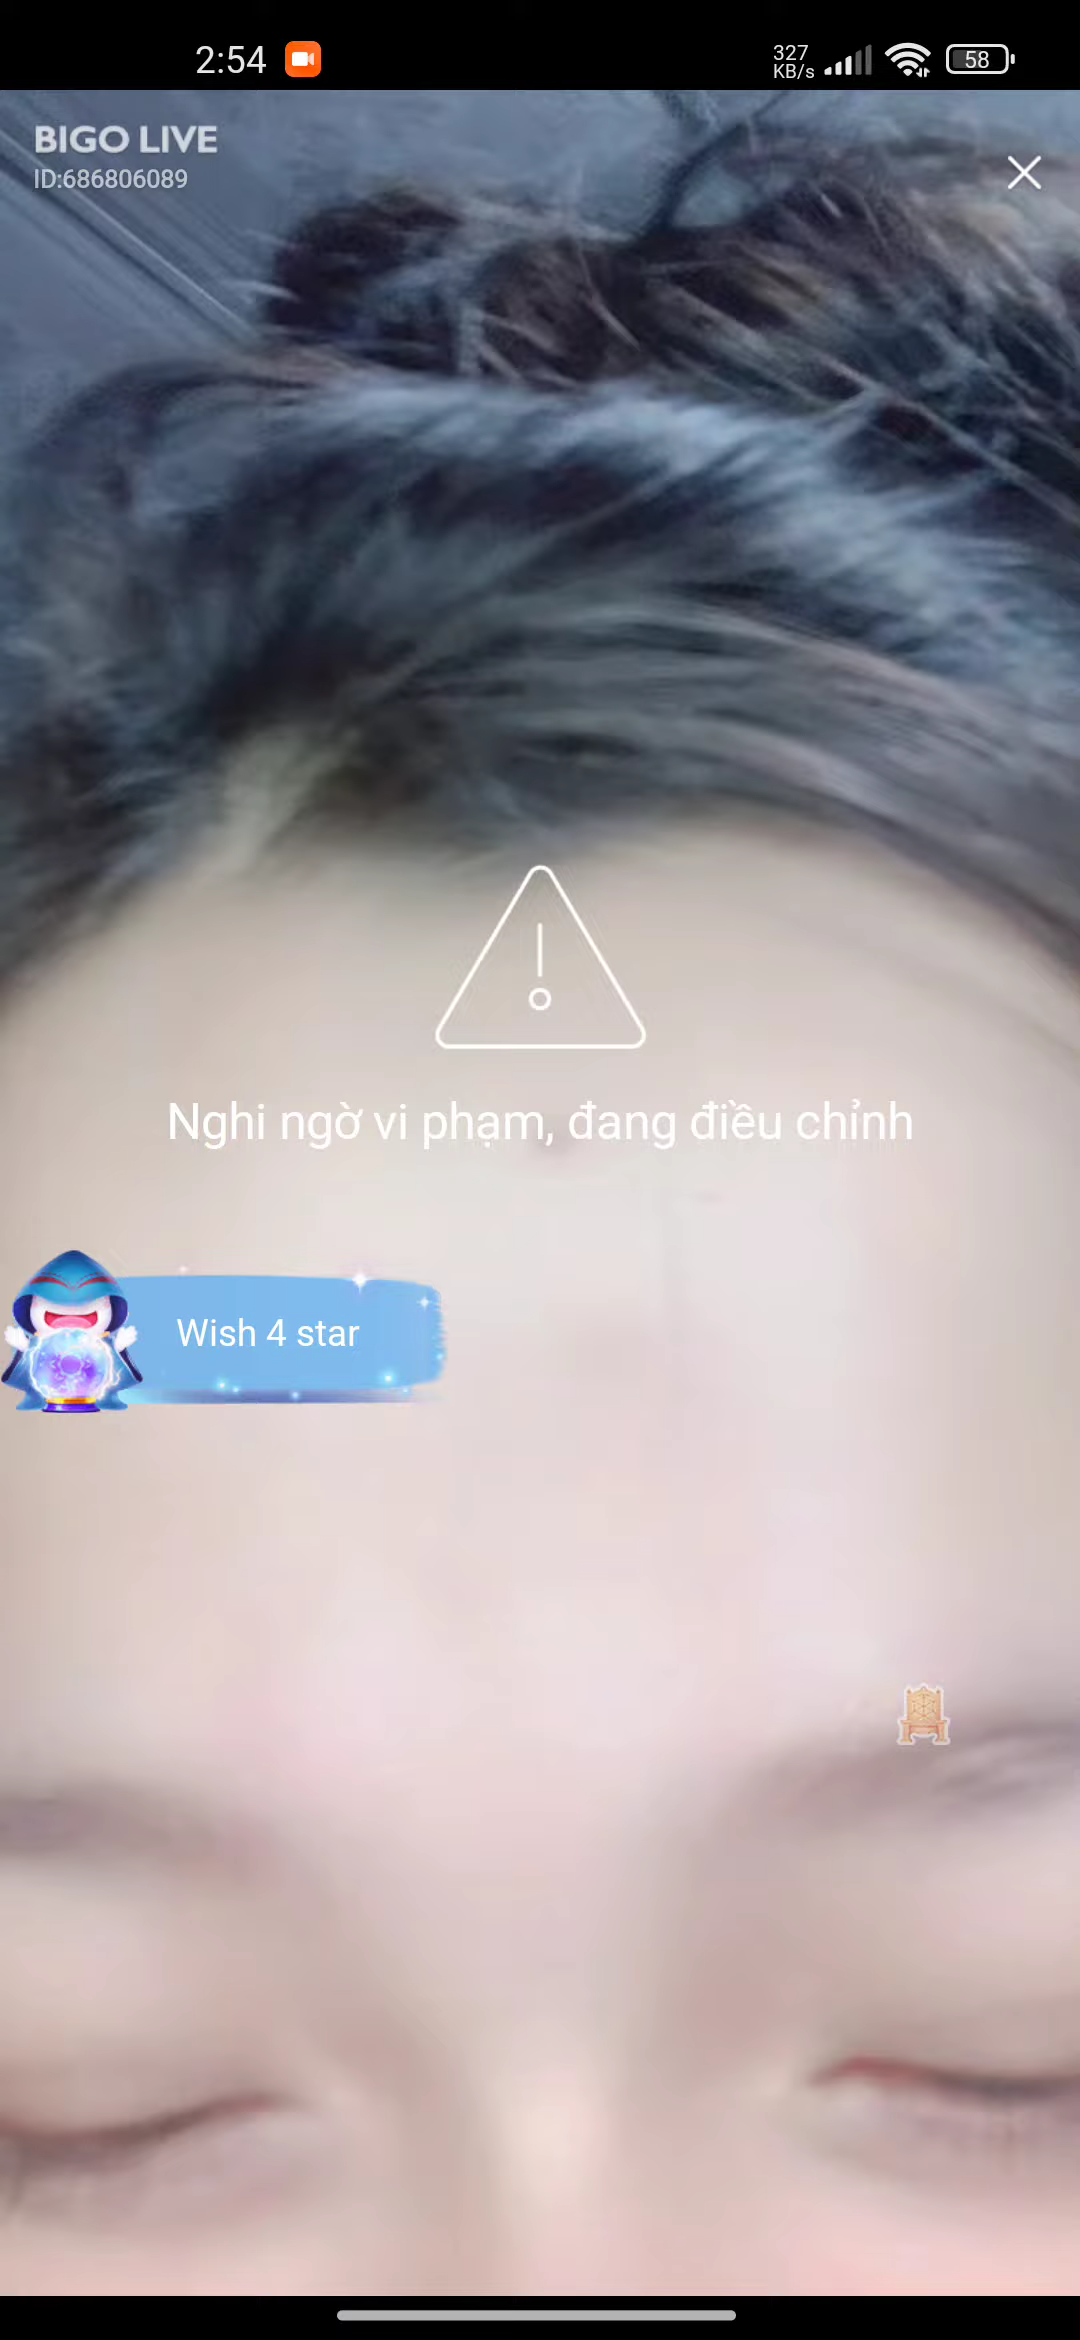 2:54
327
KB/s
58
BIGO LIVE
ID:686806089
Nghi ngờ vi phạm, đang điều chỉnh
Wish 4 star